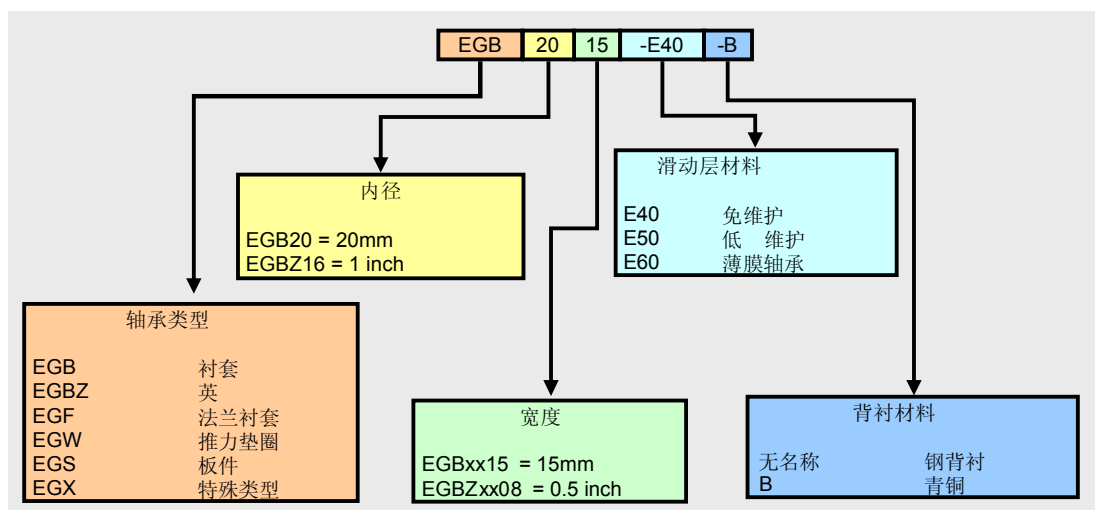 EGB 20 15 -E40 -B
内径
EGB20 = 20mm
EGBZ16 = 1 inch
滑动层材料
E40 免维护
E50 低 维护
E60 薄膜轴承
轴承类型
EGB 衬套
EGBZ 英
EGF 法兰衬套
EGW 推力垫圈
EGS 板件
EGX 特殊类型
宽度
EGBxx15 = 15mm
EGBZxx08 = 0.5 inch
背衬材料
无名称 钢背衬
B 青铜